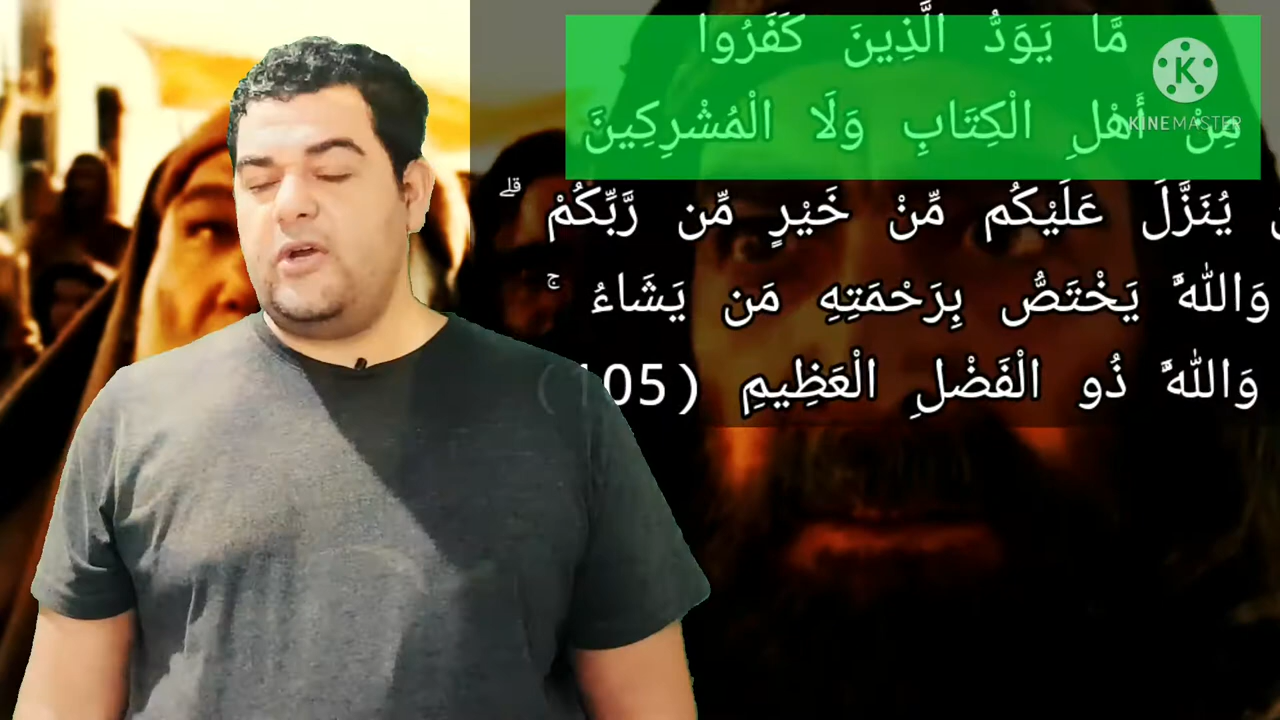 مَّا يَوَدُّ الَّذِينَ كَفَرُوا
مِنْ أَهْلِ الْكِتَابِ وَلَا الْمُشْرِكِينَ
يُنَزَّلَ عَلَيْكُم مِّنْ خَيْرٍ مِّن رَّبِّكُمْ ۗ
وَاللَّهُ يَخْتَصُّ بِرَحْمَتِهِ مَن يَشَاءُ ۚ
وَاللَّهُ ذُو الْفَضْلِ الْعَظِيمِ (105)
KINEMASTER